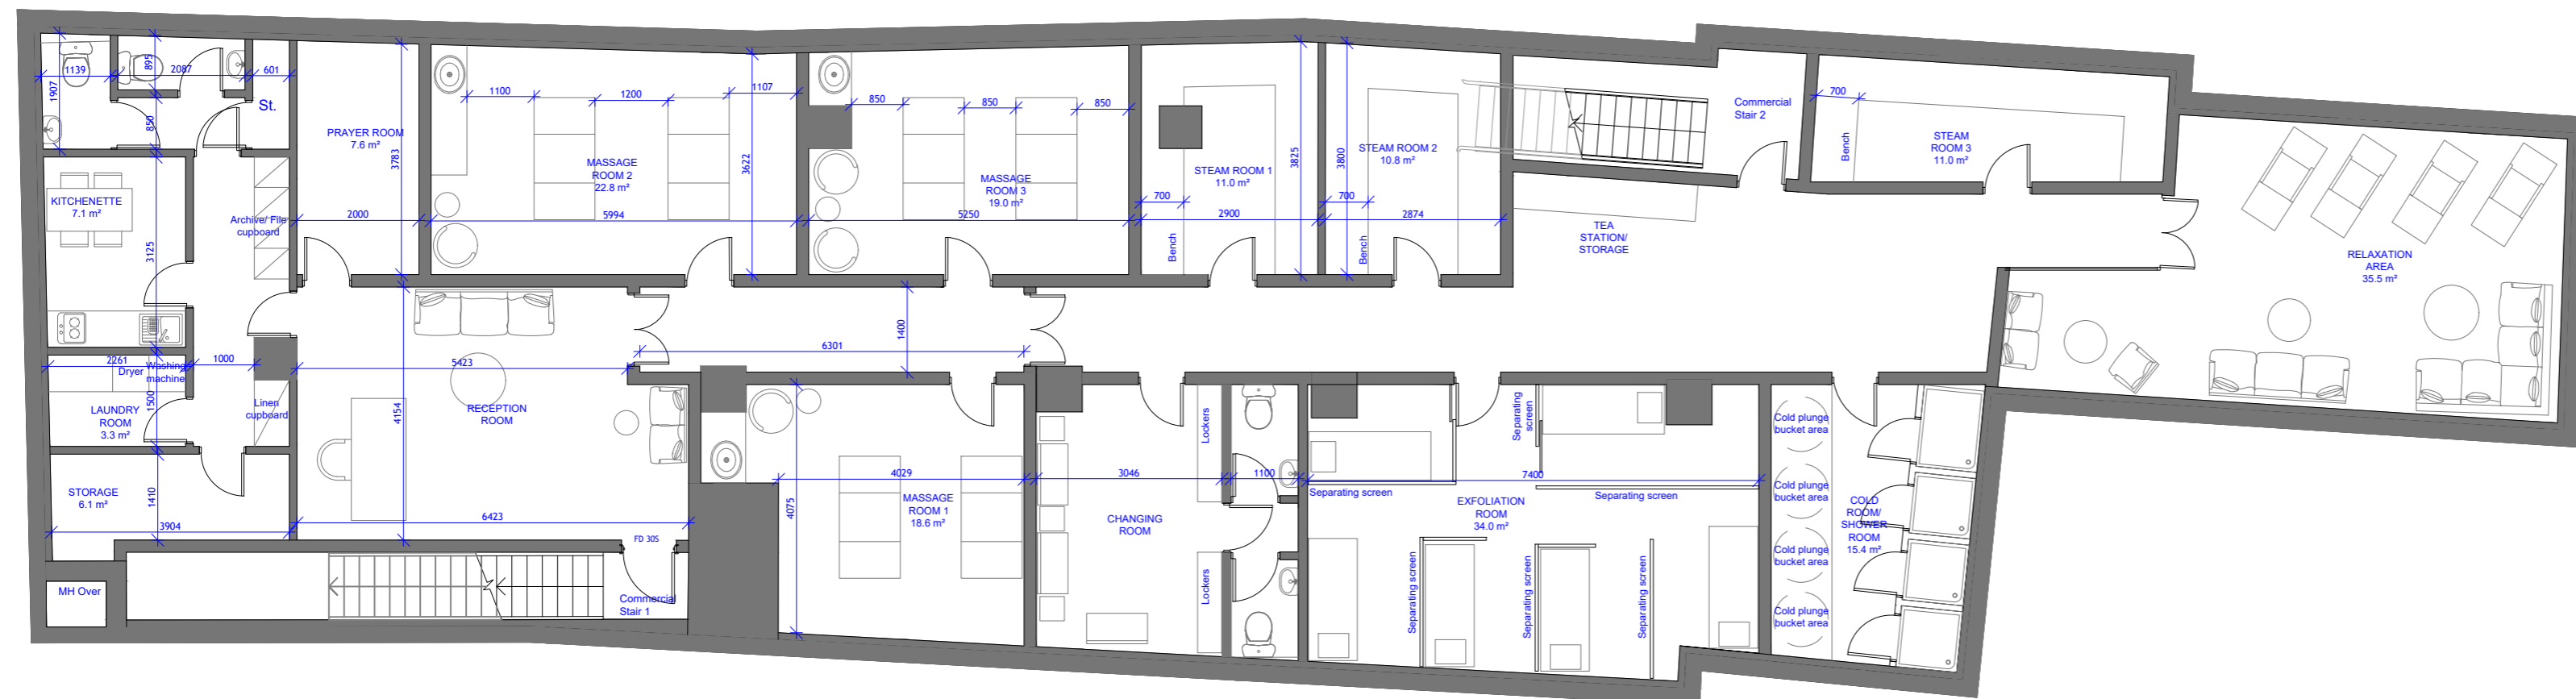 1139
1907
895
2087
601
St.
850
PRAYER ROOM
7.6 m²
3783
2000
1100
1200
1107
MASSAGE
ROOM 2
22.8 m²
3622
5994
850
850
850
MASSAGE
ROOM 3
19.0 m²
5250
STEAM ROOM 1
11.0 m²
3825
700
2900
Bench
3800
STEAM ROOM 2
10.8 m²
700
2874
Bench
Commercial
Stair 2
TEA
STATION/
STORAGE
700
Bench
STEAM
ROOM 3
11.0 m²
RELAXATION
AREA
35.5 m²
KITCHENETTE
7.1 m²
3125
Archive/ File
cupboard
2261
Dryer
Washing
machine
1000
LAUNDRY
ROOM
3.3 m²
1500
Linen
cupboard
STORAGE
6.1 m²
1410
3904
MH Over
5423
4154
RECEPTION
ROOM
6423
FD 30S
Commercial
Stair 1
6301
1400
4029
4075
MASSAGE
ROOM 1
18.6 m²
3046
CHANGING
ROOM
Lockers
Lockers
1100
Separating
screen
7400
Separating screen
Separating screen
EXFOLIATION
ROOM
34.0 m²
Separating screen
Separating screen
Separating screen
Cold plunge
bucket area
Cold plunge
bucket area
Cold plunge
bucket area
Cold plunge
bucket area
COLD
ROOM/
SHOWER
ROOM
15.4 m²